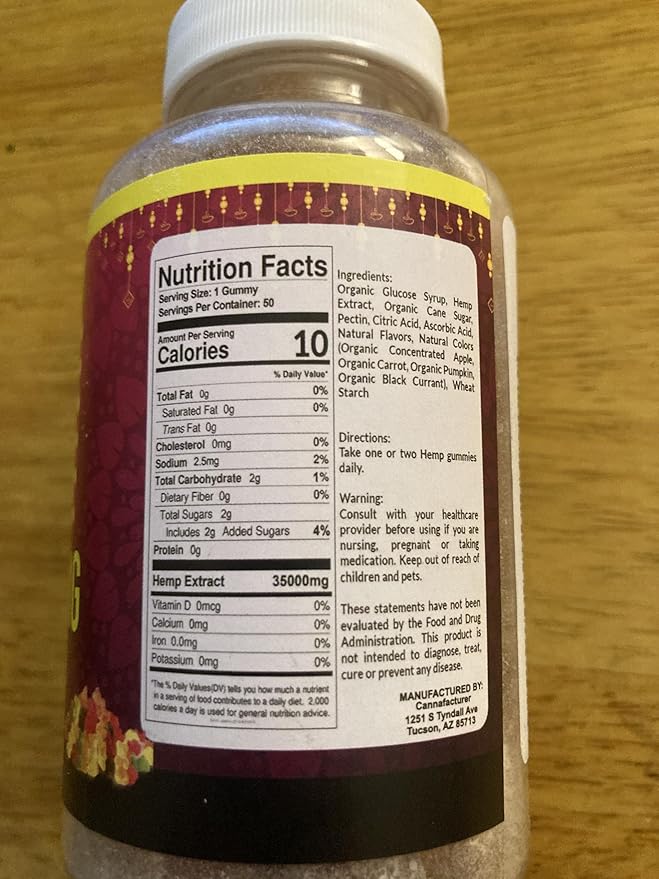 Nutrition Facts
Serving Size: 1 Gummy
Servings Per Container: 50
Amount Per Serving
Calories 10
% Daily Value*
Total Fat 0g 0%
Saturated Fat 0g 0%
Trans Fat 0g
Cholesterol 0mg 0%
Sodium 2.5mg 2%
Total Carbohydrate 2g 1%
Dietary Fiber 0g 0%
Total Sugars 2g
Includes 2g Added Sugars 4%
Protein 0g
Hemp Extract 35000mg
Vitamin D 0mcg 0%
Calcium 0mg 0%
Iron 0.0mg 0%
Potassium 0mg 0%
*The % Daily Values(DV) tells you how much a nutrient
in a serving of food contributes to a daily diet. 2,000
calories a day is used for general nutrition advice.
Ingredients:
Organic Glucose Syrup, Hemp
Extract, Organic Cane Sugar,
Pectin, Citric Acid, Ascorbic Acid,
Natural Flavors, Natural Colors
(Organic Concentrated Apple,
Organic Carrot, Organic Pumpkin,
Organic Black Currant), Wheat
Starch
Directions:
Take one or two Hemp gummies
daily.
Warning:
Consult with your healthcare
provider before using if you are
nursing, pregnant or taking
medication. Keep out of reach of
children and pets.
These statements have not been
evaluated by the Food and Drug
Administration. This product is
not intended to diagnose, treat,
cure or prevent any disease.
MANUFACTURED BY:
Cannafacturer
1251 S Tyndall Ave
Tucson, AZ 85713
G